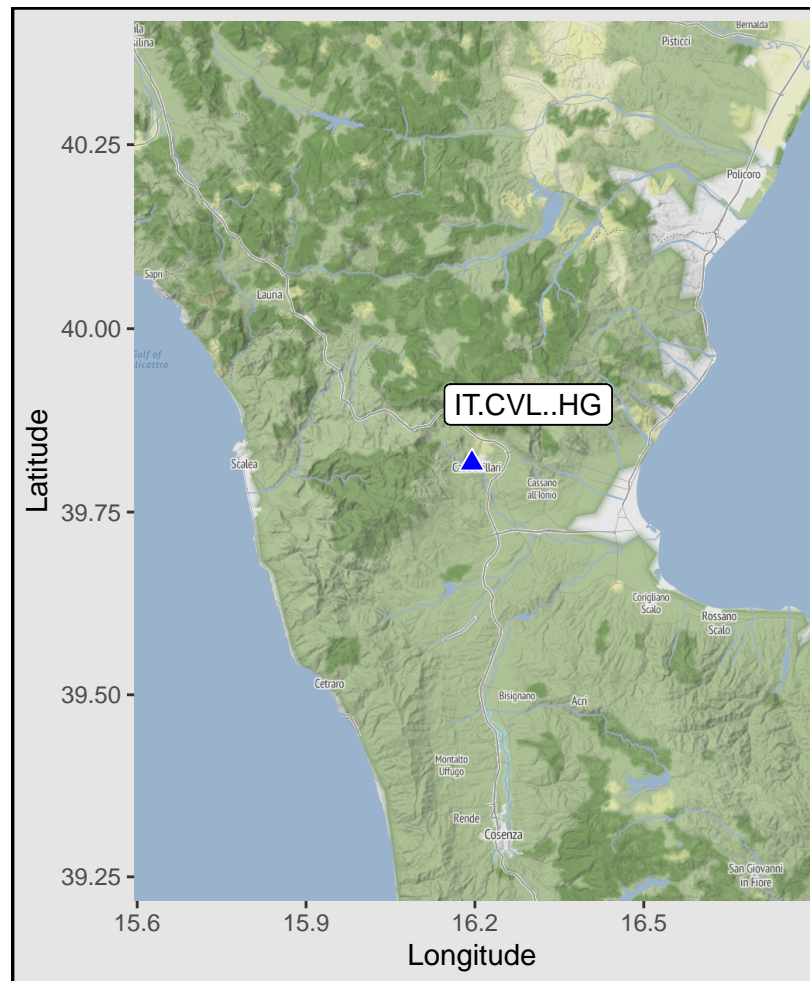 Bernalda
Pisticci
Policoro
Sapri
Lauria
Gulf of
Scalea
IT.CVL..HG
Cassano
all'Ionio
Corigliano
Scalo
Rossano
Scalo
Cetraro
Bisignano
Acri
Montalto
Uffugo
Rende
Cosenza
San Giovanni
in Fiore
40.25
40.00
39.75
39.50
39.25
Latitude
15.6
15.9
16.2
16.5
Longitude